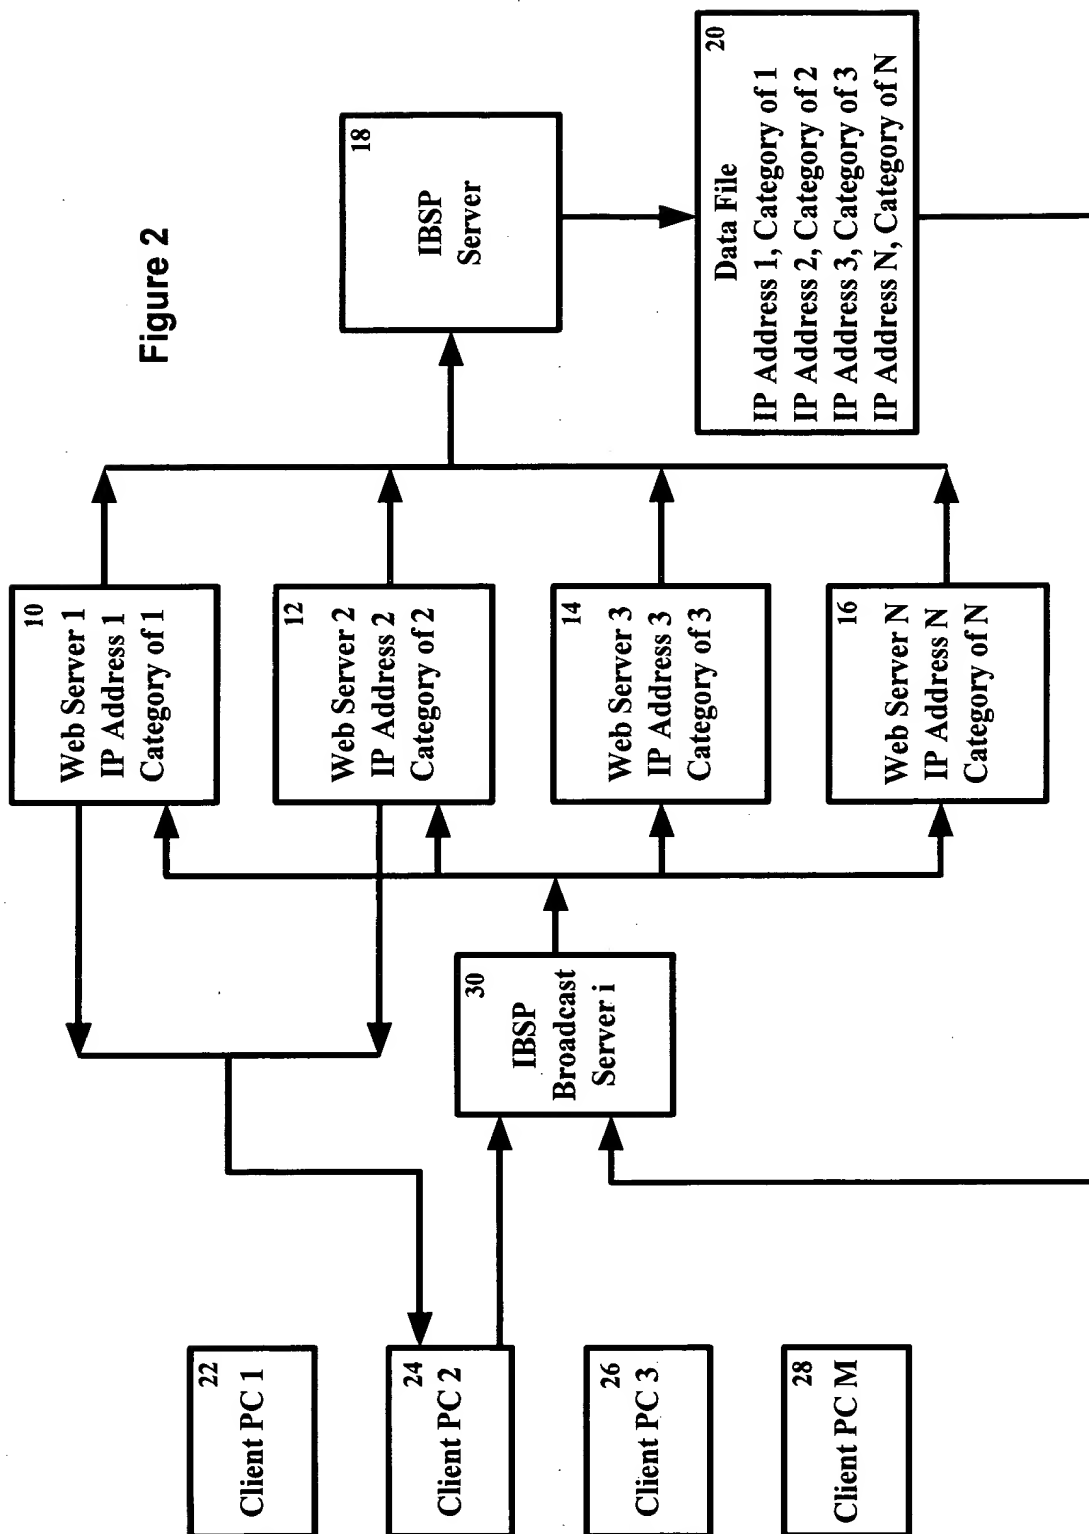 Figure 2
22
Client PC 1
24
Client PC 2
26
Client PC 3
28
Client PC M
30
IBSP
Broadcast
Server i
10
Web Server 1
IP Address 1
Category of 1
12
Web Server 2
IP Address 2
Category of 2
14
Web Server 3
IP Address 3
Category of 3
16
Web Server N
IP Address N
Category of N
18
IBSP
Server
20
Data File
IP Address 1, Category of 1
IP Address 2, Category of 2
IP Address 3, Category of 3
IP Address N, Category of N